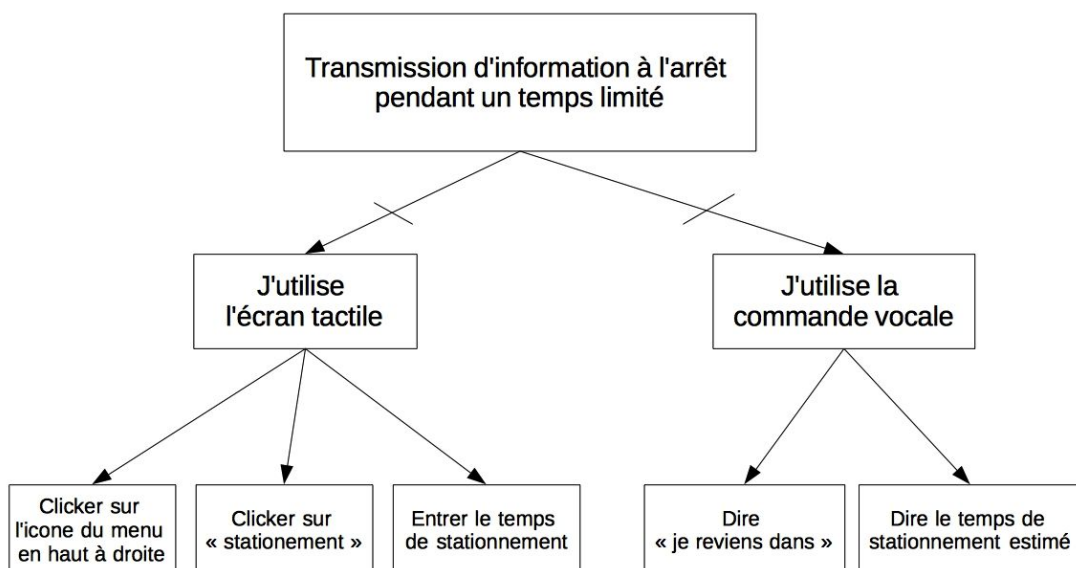 Transmission d'information à l'arrêt
pendant un temps limité
J'utilise
l'écran tactile
J'utilise la
commande vocale
Clicker sur
l'icone du menu
en haut à droite
Clicker sur
« stationement »
Entrer le temps
de stationnement
Dire
« je reviens dans »
Dire le temps de
stationnement estimé